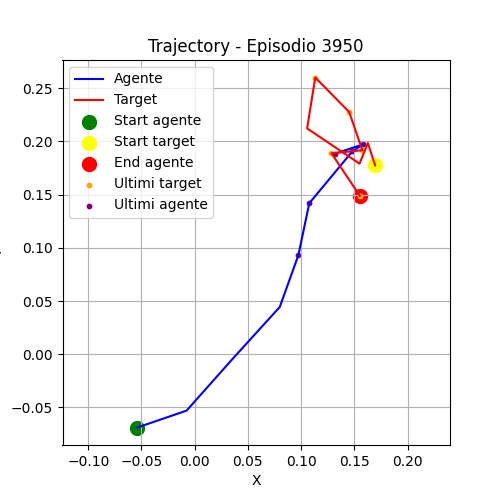 Trajectory - Episodio 3950
Agente
Target
Start agente
Start target
End agente
Ultimi target
Ultimi agente
0.25
0.20
0.15
0.10
0.05
0.00
−0.05
−0.10
−0.05
0.00
0.05
0.10
0.15
0.20
X